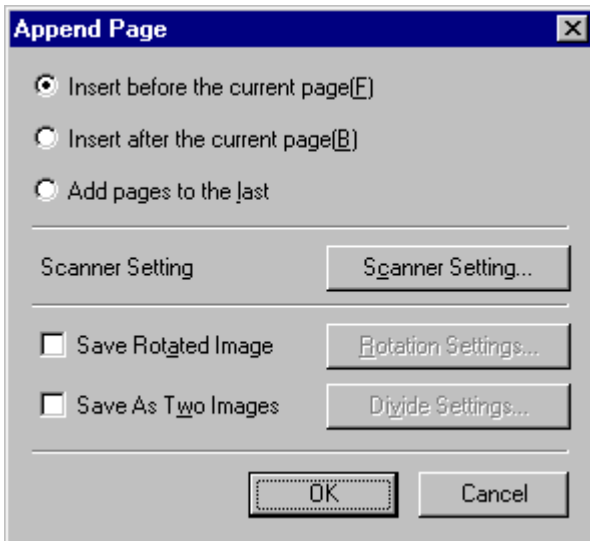 Append Page
Insert before the current page(F)
Insert after the current page(B)
Add pages to the last
Scanner Setting Scanner Setting...
Save Rotated Image Rotation Settings...
Save As Two Images Divide Settings...
OK Cancel